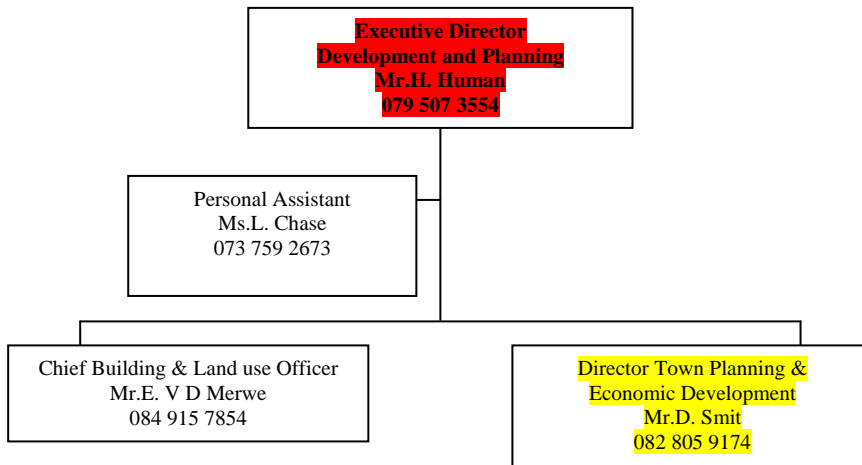 Executive Director
Development and Planning
Mr.H. Human
079 507 3554
Personal Assistant
Ms.L. Chase
073 759 2673
Chief Building & Land use Officer
Mr.E. V D Merwe
084 915 7854
Director Town Planning &
Economic Development
Mr.D. Smit
082 805 9174